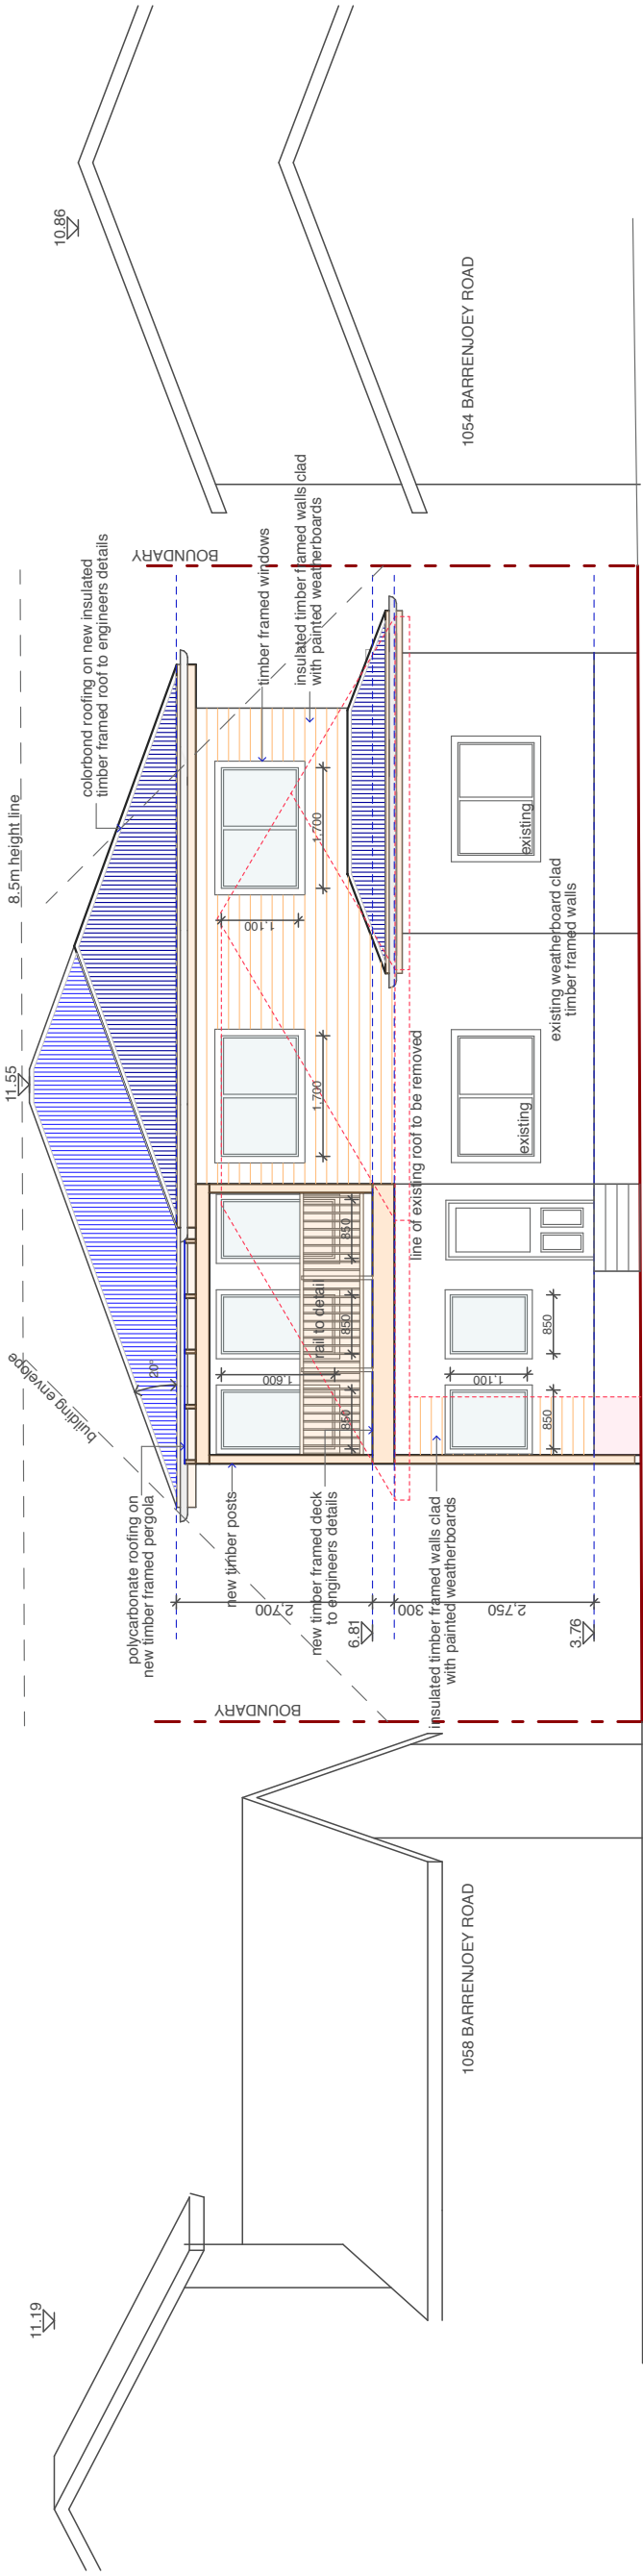 11.19
1058 BARRENJOEY ROAD
BOUNDARY
8.5m height line
building envelope
polycarbonate roofing on
new timber framed pergola
new timber posts
new timber framed deck
to engineers details
insulated timber framed walls clad
with painted weatherboards
2,700
6.81
300
2,750
3.76
20°
11.55
850
850
850
1,600
rail to detail
850
850
1,100
line of existing roof to be removed
1,700
1,700
1,100
existing
existing
existing weatherboard clad
timber framed walls
colorbond roofing on new insulated
timber framed roof to engineers details
timber framed windows
insulated timber framed walls clad
with painted weatherboards
BOUNDARY
1054 BARRENJOEY ROAD
10.86